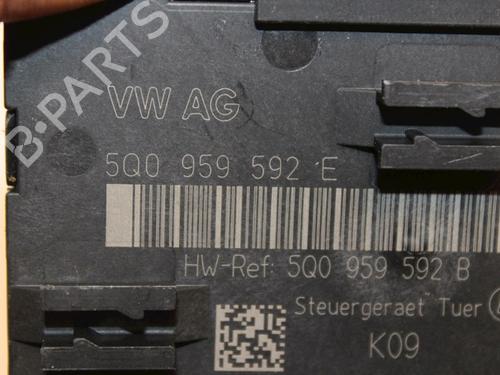 B-PARTS
VW AG
5Q0 959 592 E
HW-Ref: 5Q0 959 592 B
Steuergeraet Tuer
K09